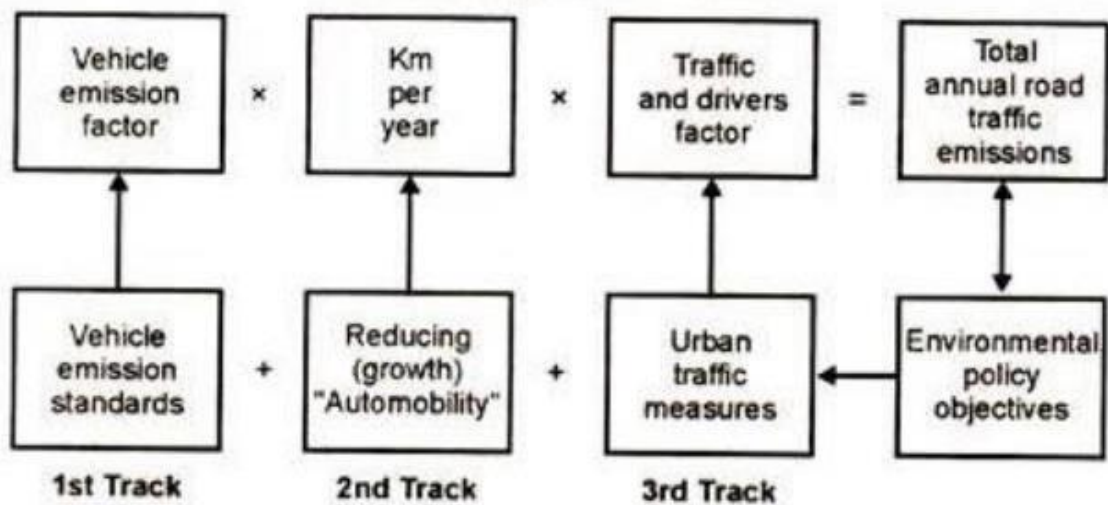 Vehicle
emission
factor
×
Km
per
year
×
Traffic
and drivers
factor
=
Total
annual road
traffic
emissions
Vehicle
emission
standards
+
Reducing
(growth)
"Automobility"
+
Urban
traffic
measures
Environmental
policy
objectives
1st Track
2nd Track
3rd Track